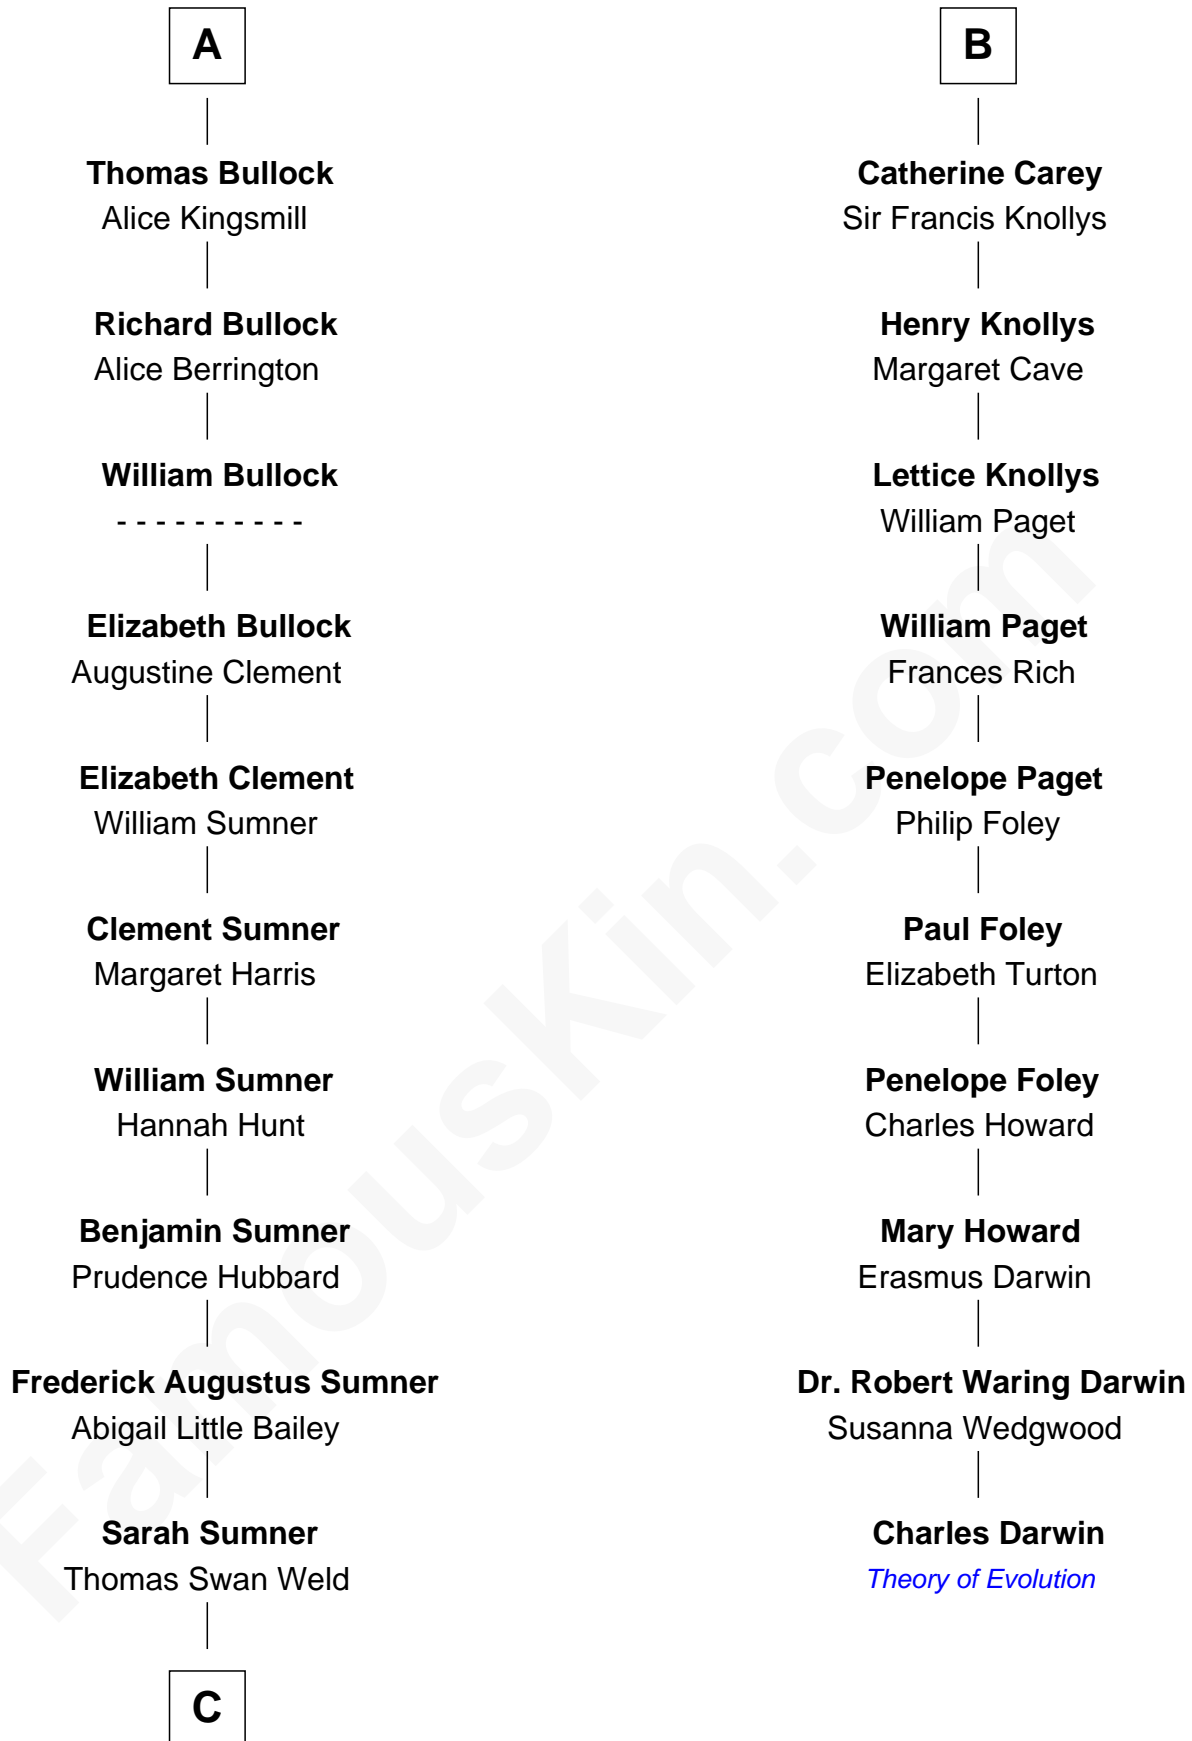 A
Thomas Bullock
Alice Kingsmill
Richard Bullock
Alice Berrington
William Bullock
- - - - - - - - - -
Elizabeth Bullock
Augustine Clement
Elizabeth Clement
William Sumner
Clement Sumner
Margaret Harris
William Sumner
Hannah Hunt
Benjamin Sumner
Prudence Hubbard
Frederick Augustus Sumner
Abigail Little Bailey
Sarah Sumner
Thomas Swan Weld
C
B
Catherine Carey
Sir Francis Knollys
Henry Knollys
Margaret Cave
Lettice Knollys
William Paget
William Paget
Frances Rich
Penelope Paget
Philip Foley
Paul Foley
Elizabeth Turton
Penelope Foley
Charles Howard
Mary Howard
Erasmus Darwin
Dr. Robert Waring Darwin
Susanna Wedgwood
Charles Darwin
Theory of Evolution
FamousKin.com